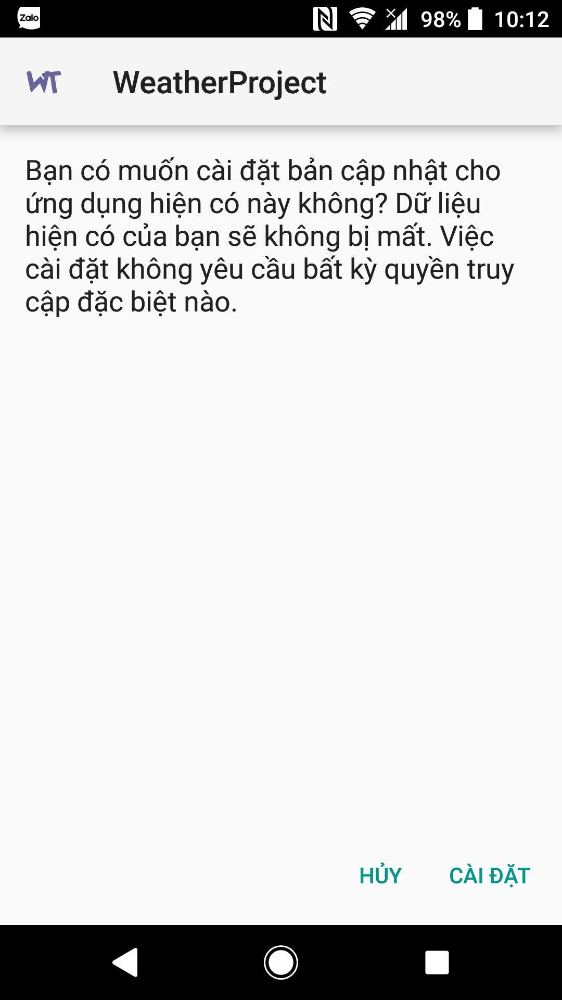 Zalo 98% 10:12
WT WeatherProject
Bạn có muốn cài đặt bản cập nhật cho
ứng dụng hiện có này không? Dữ liệu
hiện có của bạn sẽ không bị mất. Việc
cài đặt không yêu cầu bất kỳ quyền truy
cập đặc biệt nào.
HỦY CÀI ĐẶT